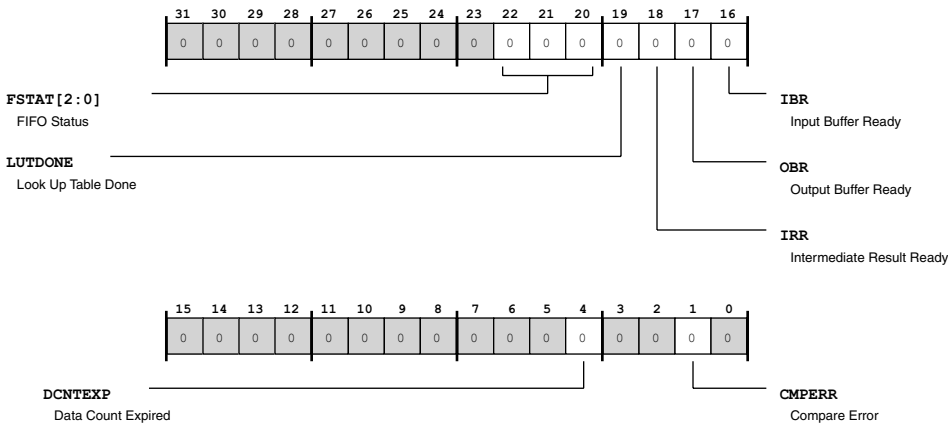 31 30 29 28 27 26 25 24 23 22 21 20 19 18 17 16
0 0 0 0 0 0 0 0 0 0 0 0 0 0 0 0
FSTAT[2:0]
FIFO Status
IBR
Input Buffer Ready
LUTDONE
Look Up Table Done
OBR
Output Buffer Ready
IRR
Intermediate Result Ready
15 14 13 12 11 10 9 8 7 6 5 4 3 2 1 0
0 0 0 0 0 0 0 0 0 0 0 0 0 0 0 0
DCNTEXP
Data Count Expired
CMPERR
Compare Error